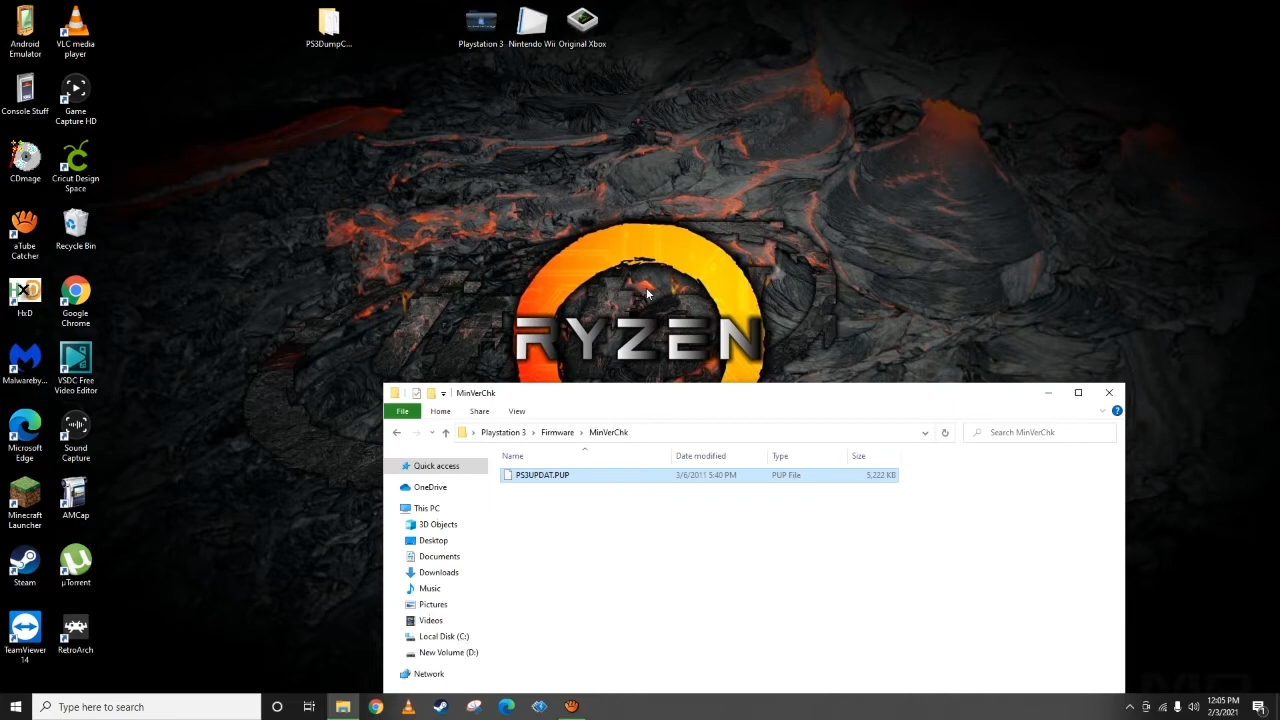 Android
Emulator
VLC media
player
PS3DumpC...
Playstation 3
Nintendo Wii
Original Xbox
Console Stuff
Game
Capture HD
CDmage
Cricut Design
Space
aTube
Catcher
Recycle Bin
HxD
HxD
Google
Chrome
RYZEN
Malwareby...
VSDC Free
Video Editor
MinVerChk
File
Home
Share
View
Playstation 3
Firmware
MinVerChk
Search MinVerChk
Microsoft
Edge
Sound
Capture
Quick access
Name
Date modified
Type
Size
PS3UPDAT.PUP
3/6/2011 5:40 PM
PUP File
5,222 KB
OneDrive
This PC
3D Objects
Desktop
Documents
Downloads
Music
Pictures
Videos
Local Disk (C:)
New Volume (D:)
Network
Minecraft
Launcher
AMCap
Steam
µTorrent
TeamViewer
14
RetroArch
Type here to search
12:05 PM
2/3/2021